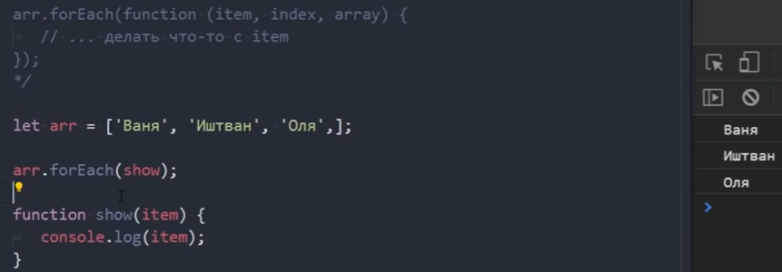 arr.forEach(function (item, index, array) {
// ... делать что-то с item
});
*/
let arr = ['Ваня', 'Иштван', 'Оля',];
arr.forEach(show);
function show(item) {
console.log(item);
}
Ваня
Иштван
Оля